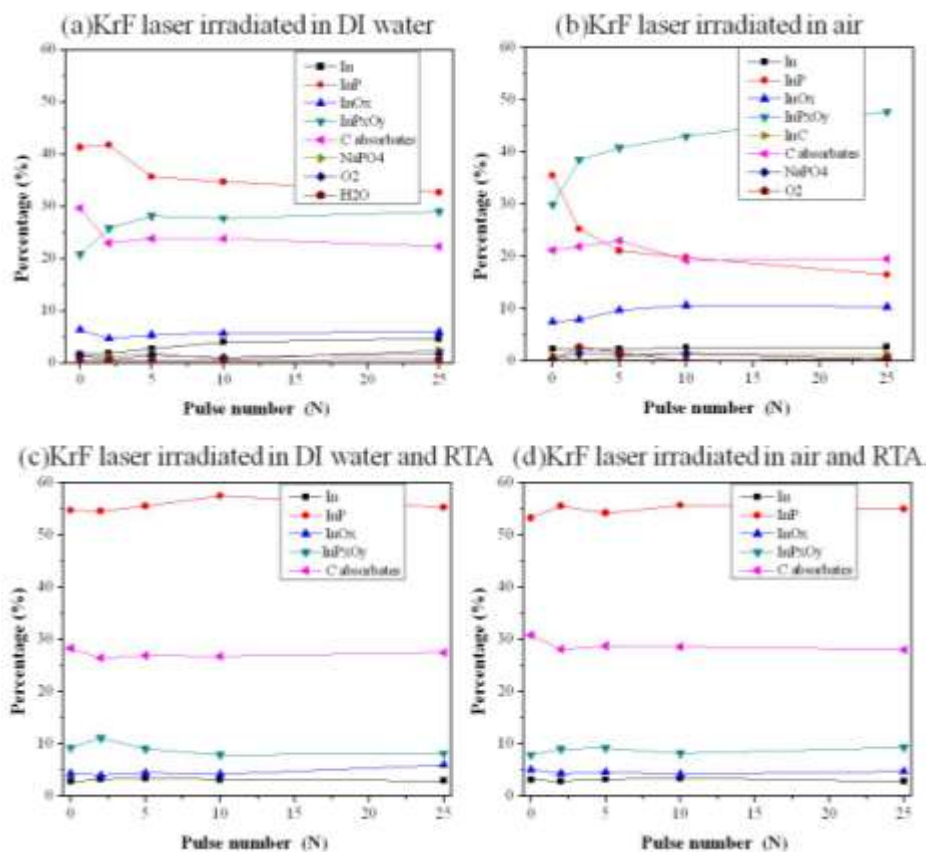 (a)KrF laser irradiated in DI water
60
50
40
30
20
10
0
Percentage (%)
In
InP
InOx
InPxOy
C absorbates
NaPO4
O2
H2O
0 5 10 15 20 25
Pulse number (N)
(b)KrF laser irradiated in air
60
50
40
30
20
10
0
Percentage (%)
In
InP
InOx
InPxOy
InC
C absorbates
NaPO4
O2
0 5 10 15 20 25
Pulse number (N)
(c)KrF laser irradiated in DI water and RTA
60
50
40
30
20
10
0
Percentage (%)
In
InP
InOx
InPxOy
C absorbates
0 5 10 15 20 25
Pulse number (N)
(d)KrF laser irradiated in air and RTA.
60
50
40
30
20
10
0
Percentage (%)
In
InP
InOx
InPxOy
C absorbates
0 5 10 15 20 25
Pulse number (N)